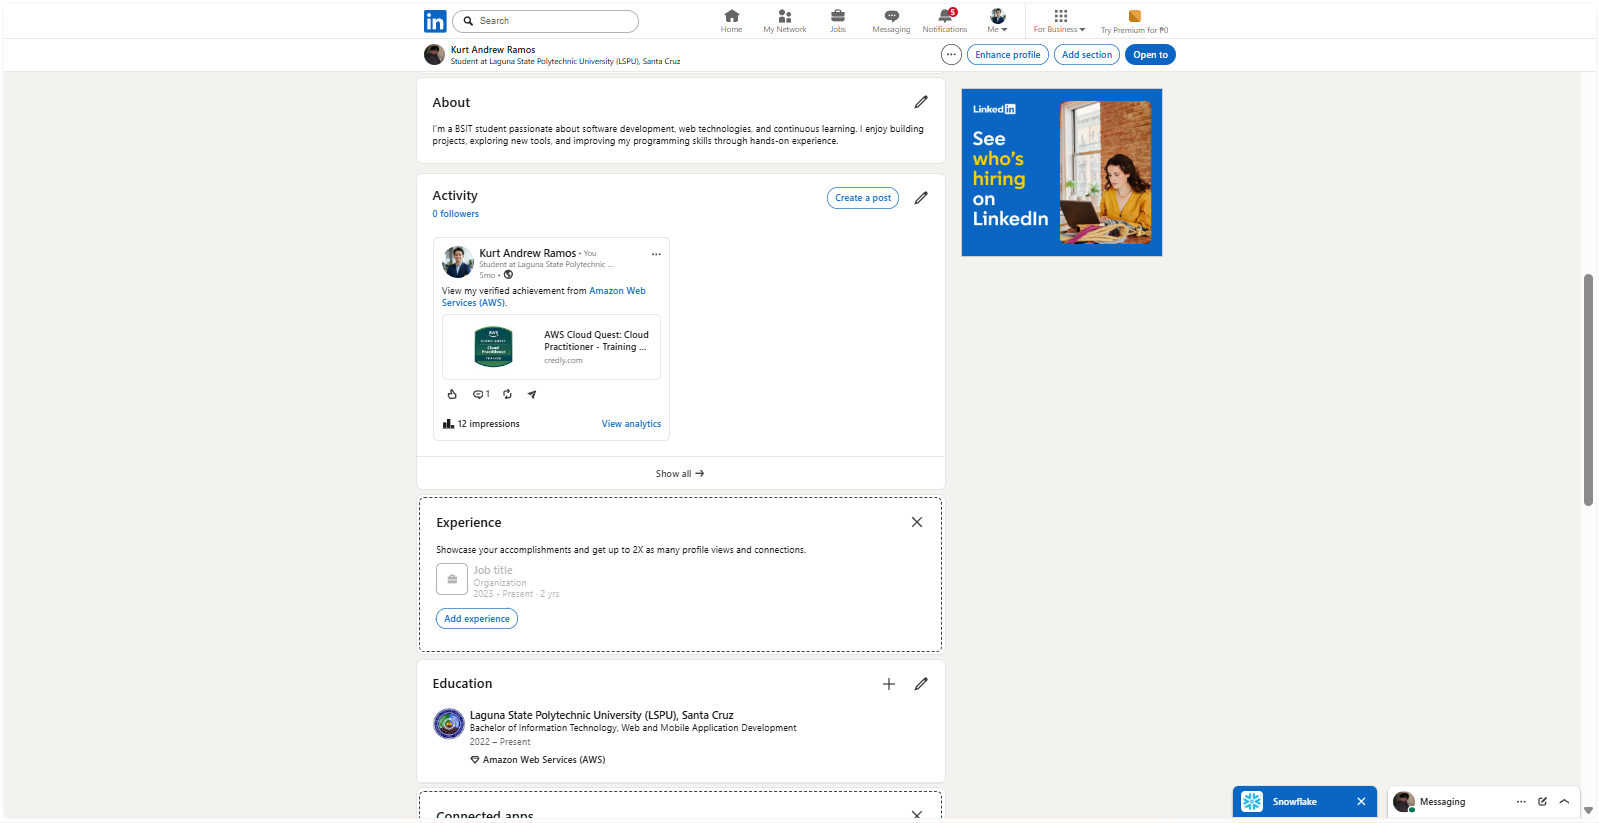 in
Search
Home
My Network
Jobs
Messaging
5
Notifications
Me
For Business
Try Premium for ₱0
Kurt Andrew Ramos
Student at Laguna State Polytechnic University (LSPU), Santa Cruz
Enhance profile
Add section
Open to
About
I'm a BSIT student passionate about software development, web technologies, and continuous learning. I enjoy building
projects, exploring new tools, and improving my programming skills through hands-on experience.
Linked in
See
who's
hiring
on
LinkedIn
Activity
0 followers
Create a post
Kurt Andrew Ramos • You
Student at Laguna State Polytechnic ...
5mo •
View my verified achievement from Amazon Web
Services (AWS).
aws
CLOUD QUEST
Cloud
Practitioner
TRAINING
AWS Cloud Quest: Cloud
Practitioner - Training ...
credly.com
1
12 impressions
View analytics
Show all →
Experience
Showcase your accomplishments and get up to 2X as many profile views and connections.
Job title
Organization
2023 - Present · 2 yrs
Add experience
Education
Laguna State Polytechnic University (LSPU), Santa Cruz
Bachelor of Information Technology, Web and Mobile Application Development
2022 – Present
Amazon Web Services (AWS)
Connected apps
Snowflake
Messaging